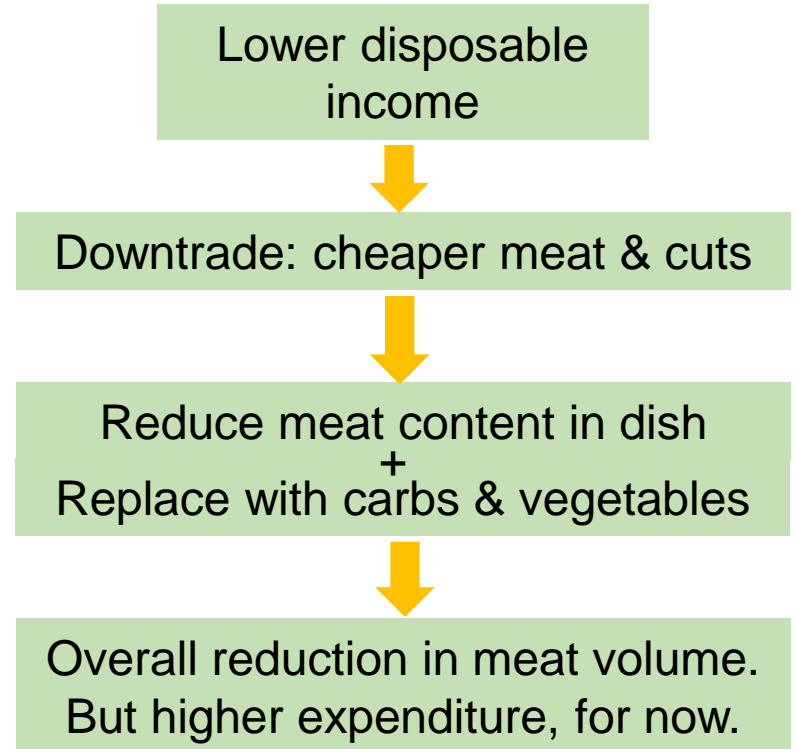 Lower disposable
income
Downtrade: cheaper meat & cuts
Reduce meat content in dish
+
Replace with carbs & vegetables
Overall reduction in meat volume.
But higher expenditure, for now.